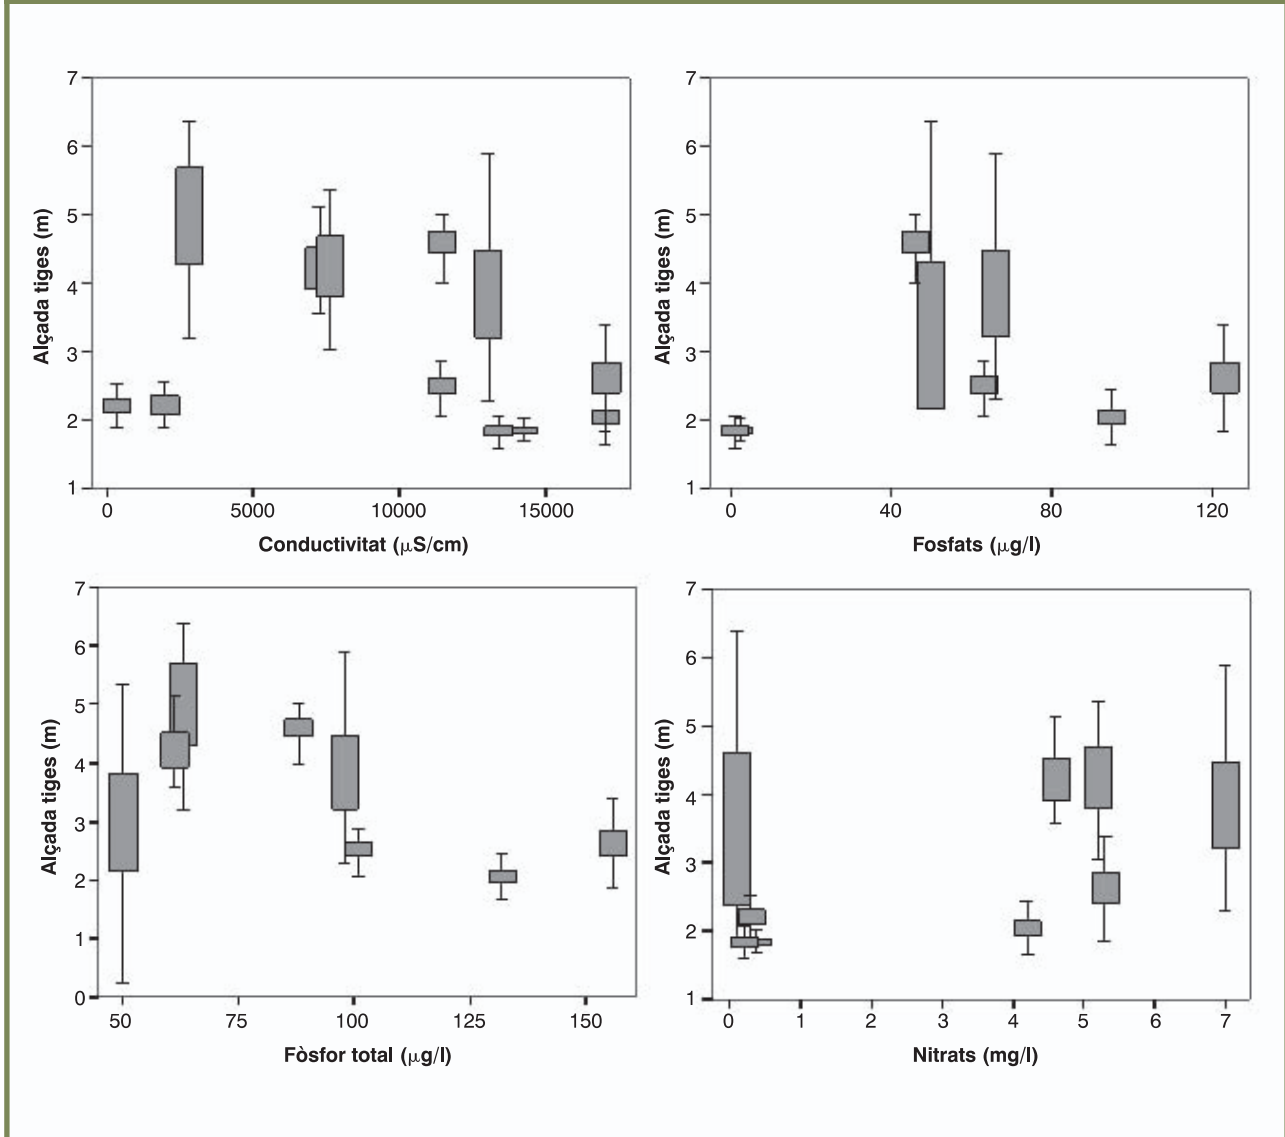 7
6
5
4
3
2
1
Alçada tiges (m)
0 5000 10000 15000
Conductivitat (μS/cm)
7
6
5
4
3
2
1
Alçada tiges (m)
0 40 80 120
Fosfats (μg/l)
7
6
5
4
3
2
1
0
Alçada tiges (m)
50 75 100 125 150
Fòsfor total (μg/l)
7
6
5
4
3
2
1
Alçada tiges (m)
0 1 2 3 4 5 6 7
Nitrats (mg/l)